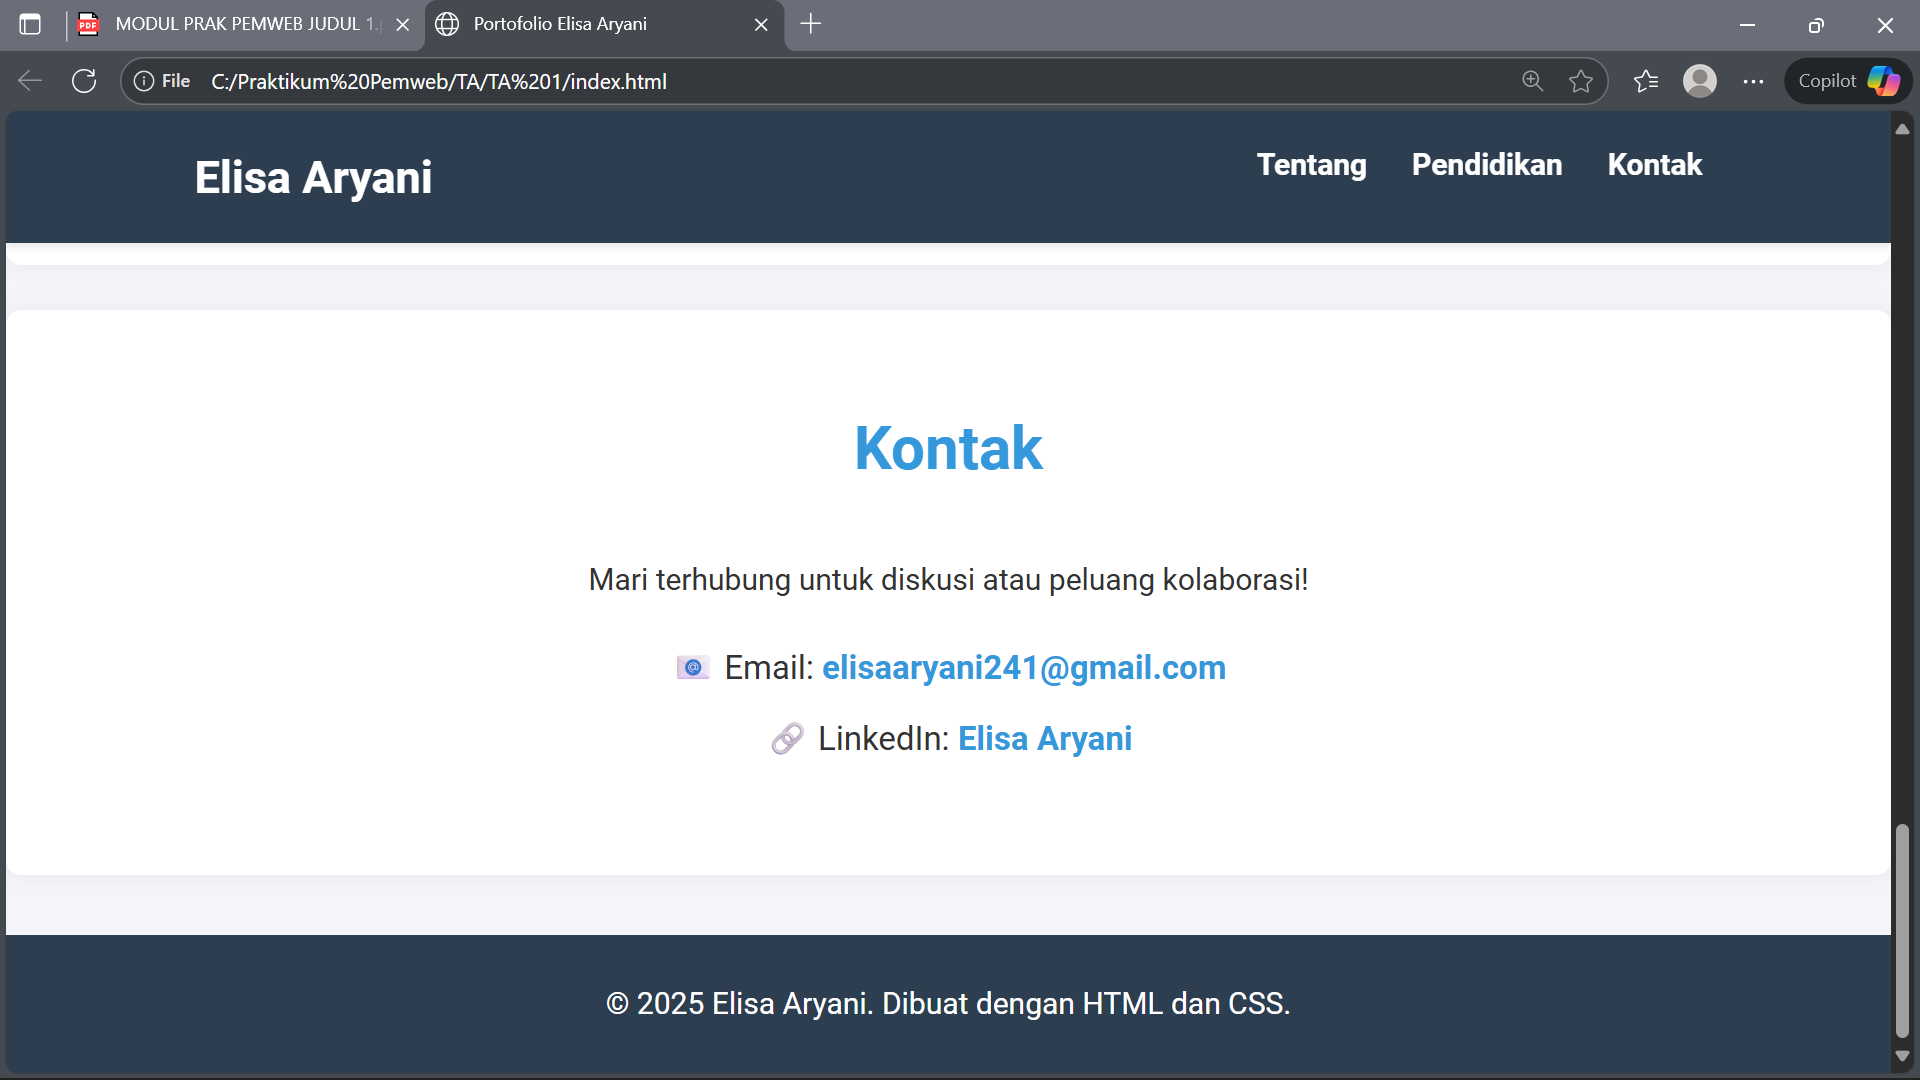 MODUL PRAK PEMWEB JUDUL 1.
Portofolio Elisa Aryani
File C:/Praktikum%20Pemweb/TA/TA%201/index.html
Copilot
Elisa Aryani
Tentang Pendidikan Kontak
Kontak
Mari terhubung untuk diskusi atau peluang kolaborasi!
Email: elisaaryani241@gmail.com
LinkedIn: Elisa Aryani
© 2025 Elisa Aryani. Dibuat dengan HTML dan CSS.